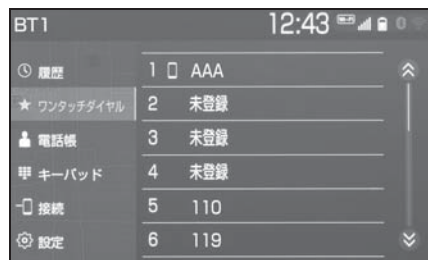 BT1 12:43
履歴
ワンタッチダイヤル
電話帳
キーパッド
接続
設定
1 AAA
2 未登録
3 未登録
4 未登録
5 110
6 119